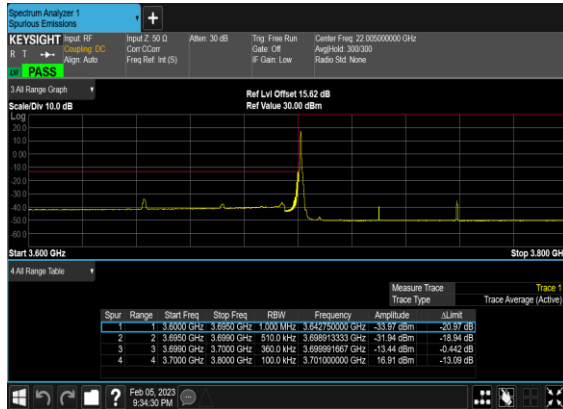 Spectrum Analyzer 1
Spurious Emissions
+
KEYSIGHT Input: RF Input Z: 50 Ω Atten: 30 dB Trig: Free Run Center Freq: 22.005000000 GHz
R T Coupling: DC Corr CCorr Gate: Off Avg|Hold: 300/300
Align: Auto Freq Ref: Int (S) IF Gain: Low Radio Std: None
PASS
3 All Range Graph Ref Lvl Offset 15.62 dB
Scale/Div 10.0 dB Ref Value 30.00 dBm
Log
20.0
10.0
0.00
-10.0
-20.0
-30.0
-40.0
-50.0
-60.0
Start 3.600 GHz Stop 3.800 GH
4 All Range Table
Measure Trace Trace 1
Trace Type Trace Average (Active)
Spur Range Start Freq Stop Freq RBW Frequency Amplitude ΔLimit
1 1 3.6000 GHz 3.6950 GHz 1.000 MHz 3.642750000 GHz -33.97 dBm -20.97 dB
2 2 3.6950 GHz 3.6990 GHz 510.0 kHz 3.698913333 GHz -31.94 dBm -18.94 dB
3 3 3.6990 GHz 3.7000 GHz 360.0 kHz 3.699991667 GHz -13.44 dBm -0.442 dB
4 4 3.7000 GHz 3.8000 GHz 100.0 kHz 3.701000000 GHz 16.91 dBm -13.09 dB
? Feb 05, 2023
9:34:30 PM